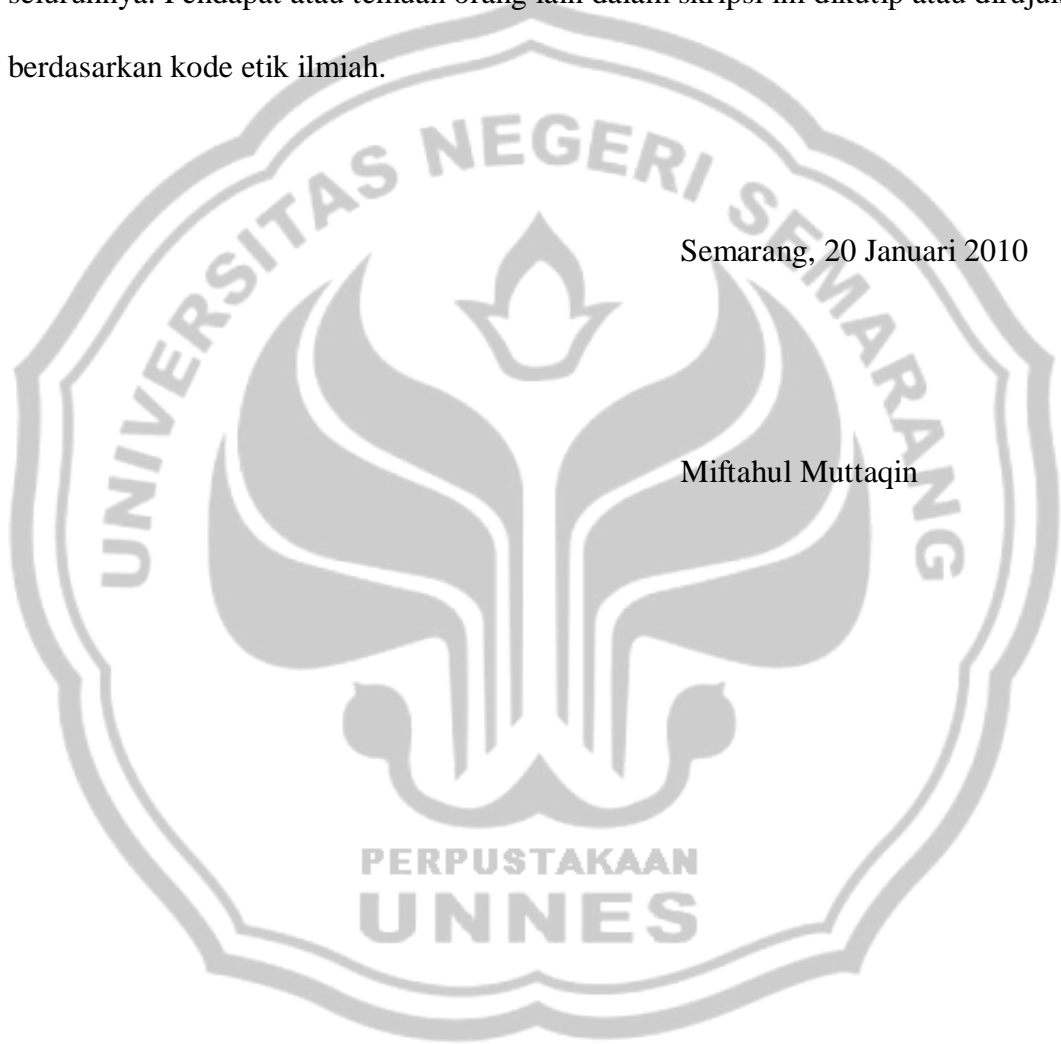 seluruhnya. Pendapat atau temuan orang lain dalam skripsi ini dikutip atau dirujuk
berdasarkan kode etik ilmiah.
UNIVERSITAS NEGERI SEMARANG
Semarang, 20 Januari 2010
Miftahul Muttaqin
PERPUSTAKAAN
UNNES